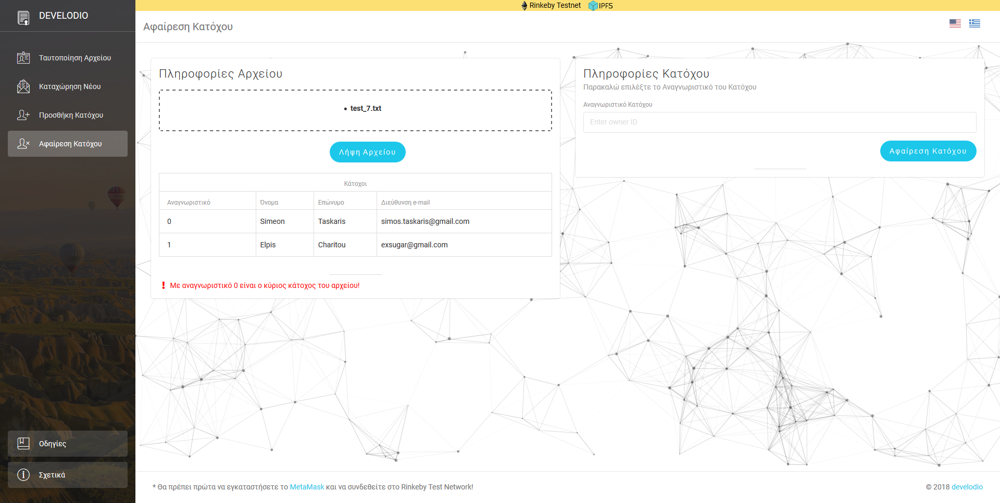 Rinkeby Testnet IPFS
DEVELODIO
Αφαίρεση Κατόχου
Ταυτοποίηση Αρχείου
Καταχώρηση Νέου
Προσθήκη Κατόχου
Αφαίρεση Κατόχου
Οδηγίες
Σχετικά
Πληροφορίες Αρχείου
• test_7.txt
Λήψη Αρχείου
Κάτοχοι
Αναγνωριστικό Όνομα Επώνυμο Διεύθυνση e-mail
0 Simeon Taskaris simos.taskaris@gmail.com
1 Elpis Charitou exsugar@gmail.com
! Με αναγνωριστικό 0 είναι ο κύριος κάτοχος του αρχείου!
Πληροφορίες Κατόχου
Παρακαλώ επιλέξτε το Αναγνωριστικό του Κατόχου
Αναγνωριστικό Κατόχου
Enter owner ID
Αφαίρεση Κατόχου
* Θα πρέπει πρώτα να εγκαταστήσετε το MetaMask και να συνδεθείτε στο Rinkeby Test Network!
© 2018 develodio